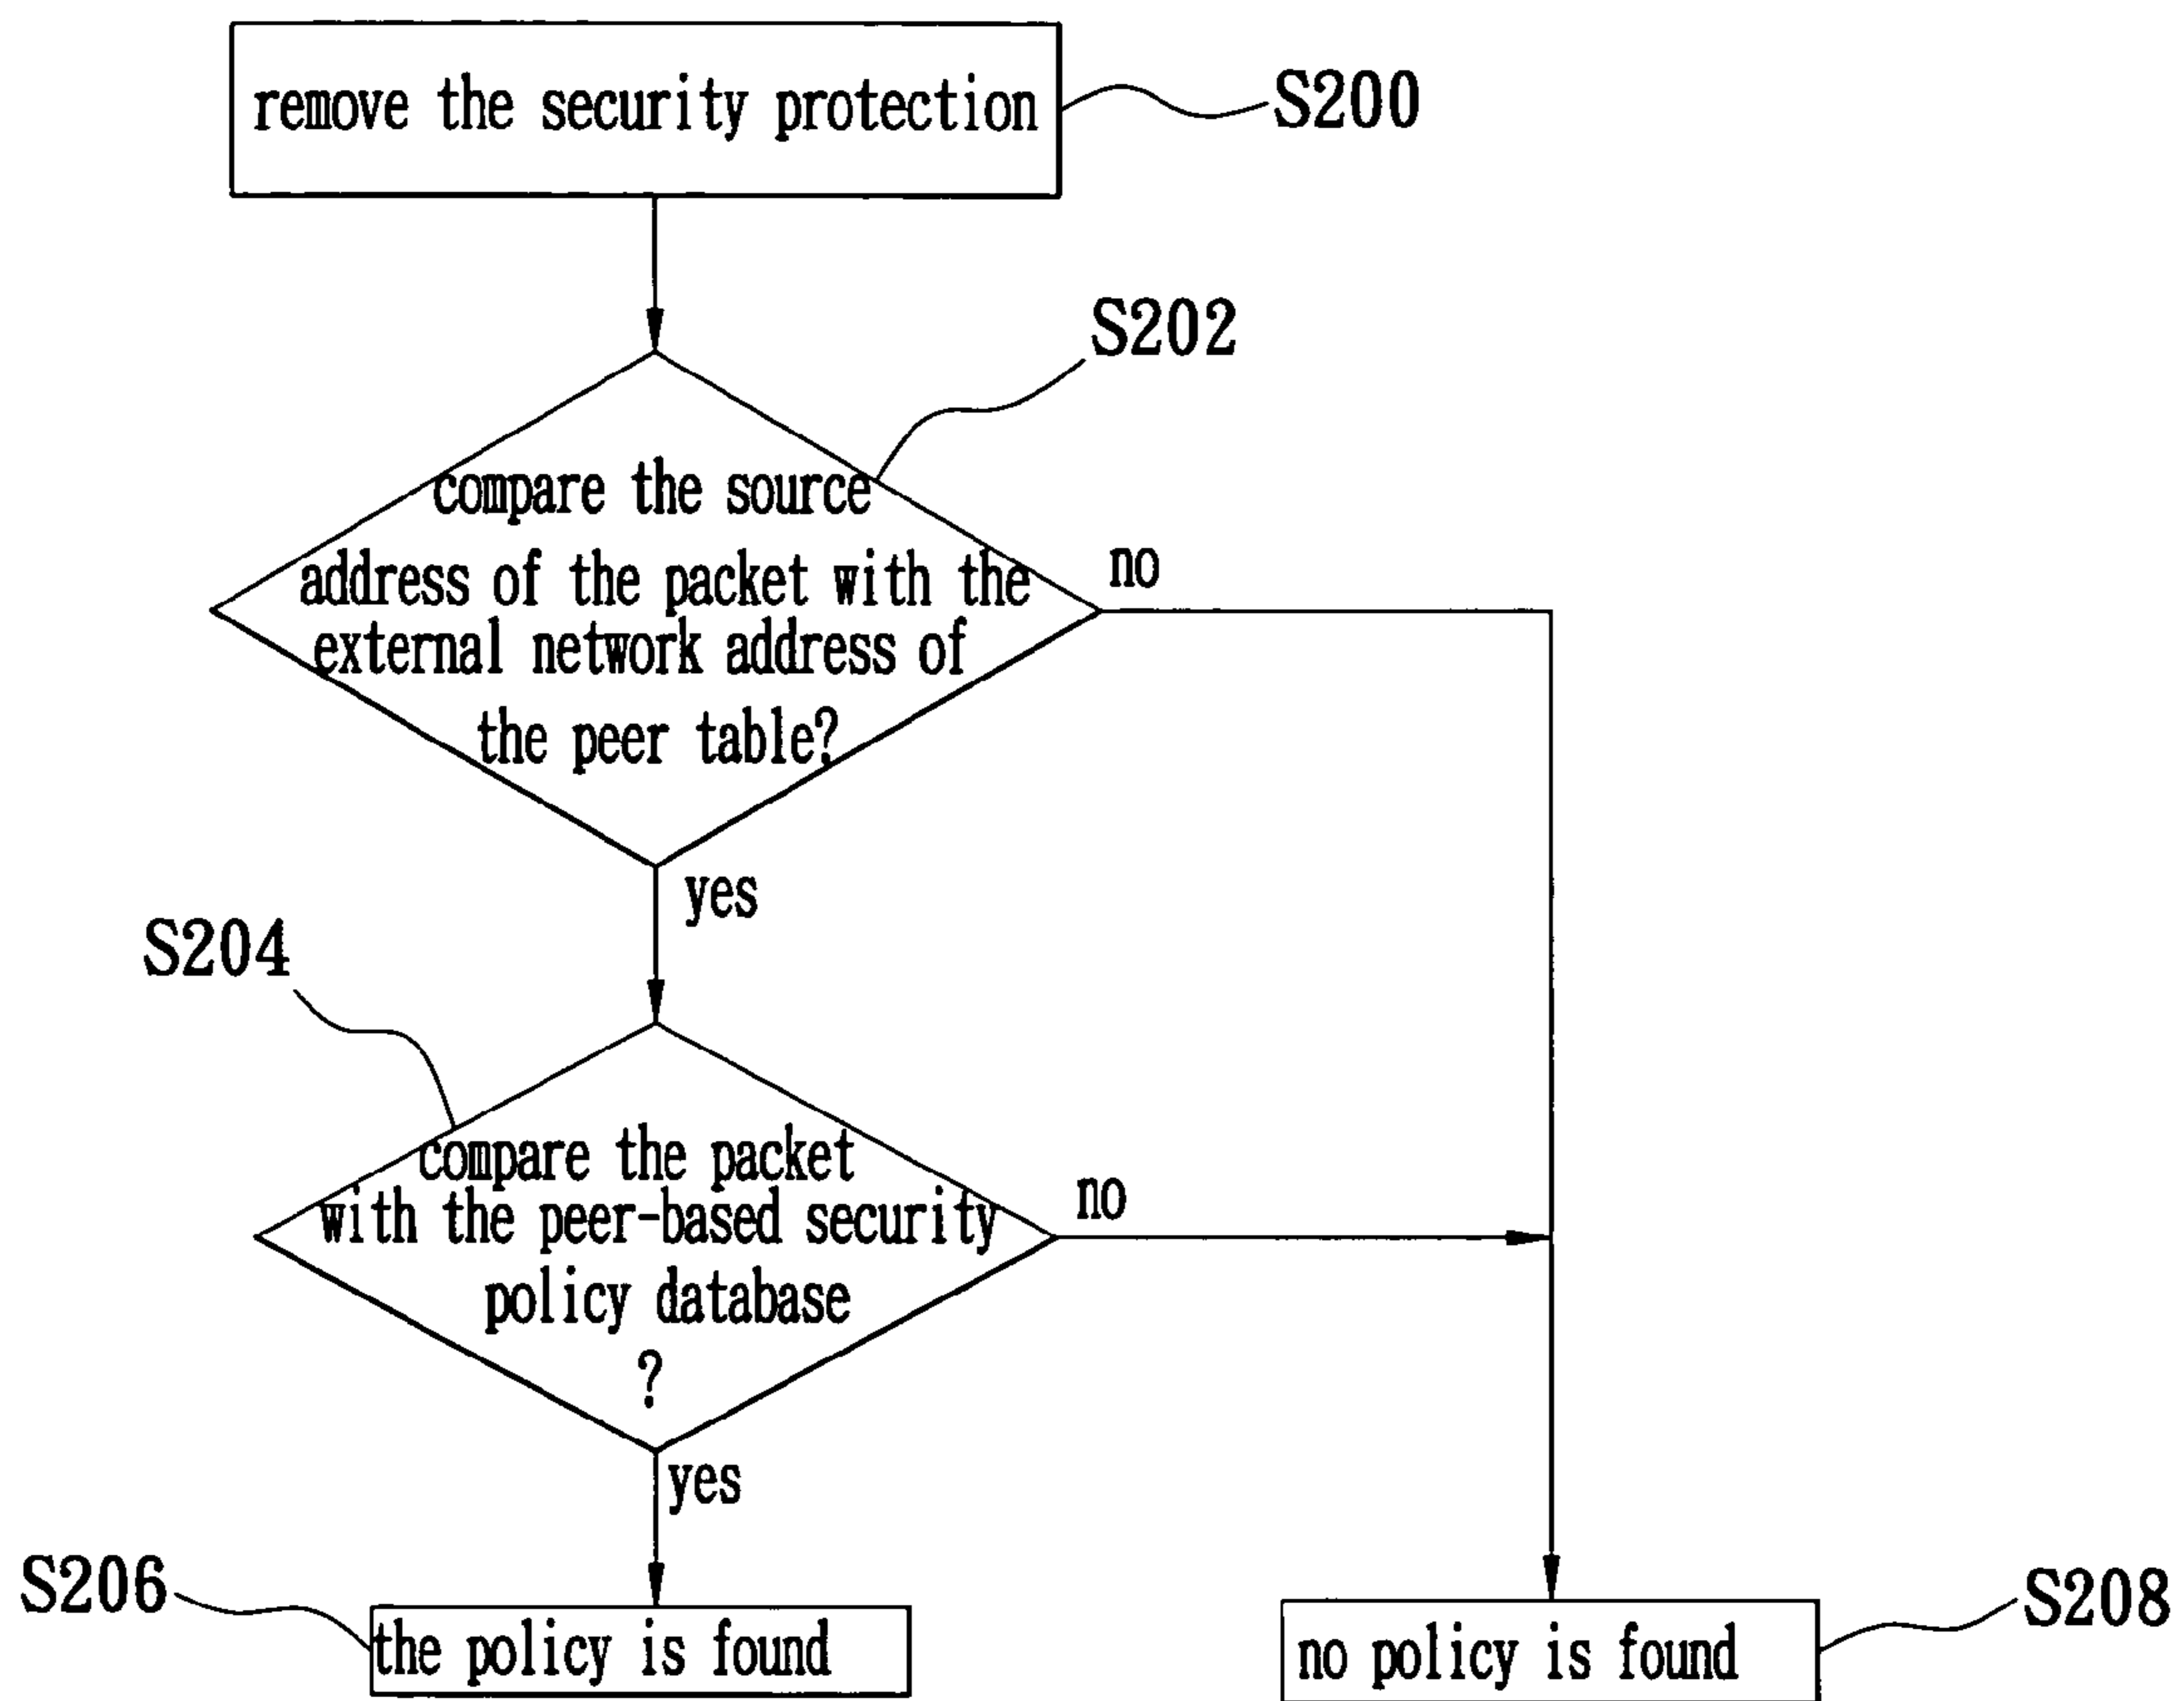 remove the security protection
S200
S202
compare the source
address of the packet with the
external network address of
the peer table?
no
yes
S204
compare the packet
with the peer-based security
policy database
?
no
yes
S206
the policy is found
no policy is found
S208